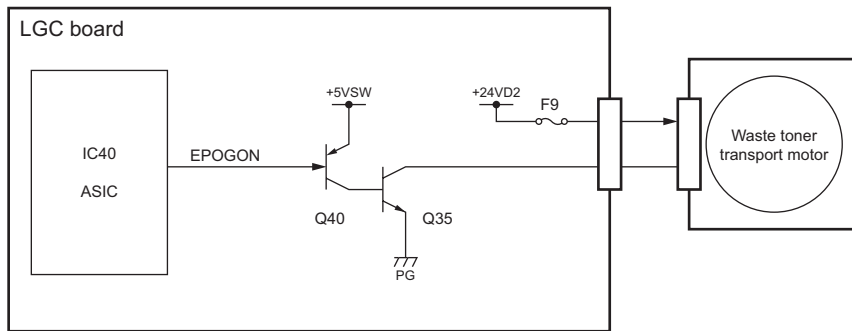 LGC board
+5VSW
+24VD2
F9
IC40
ASIC
EPOGON
Q40
Q35
PG
Waste toner
transport motor